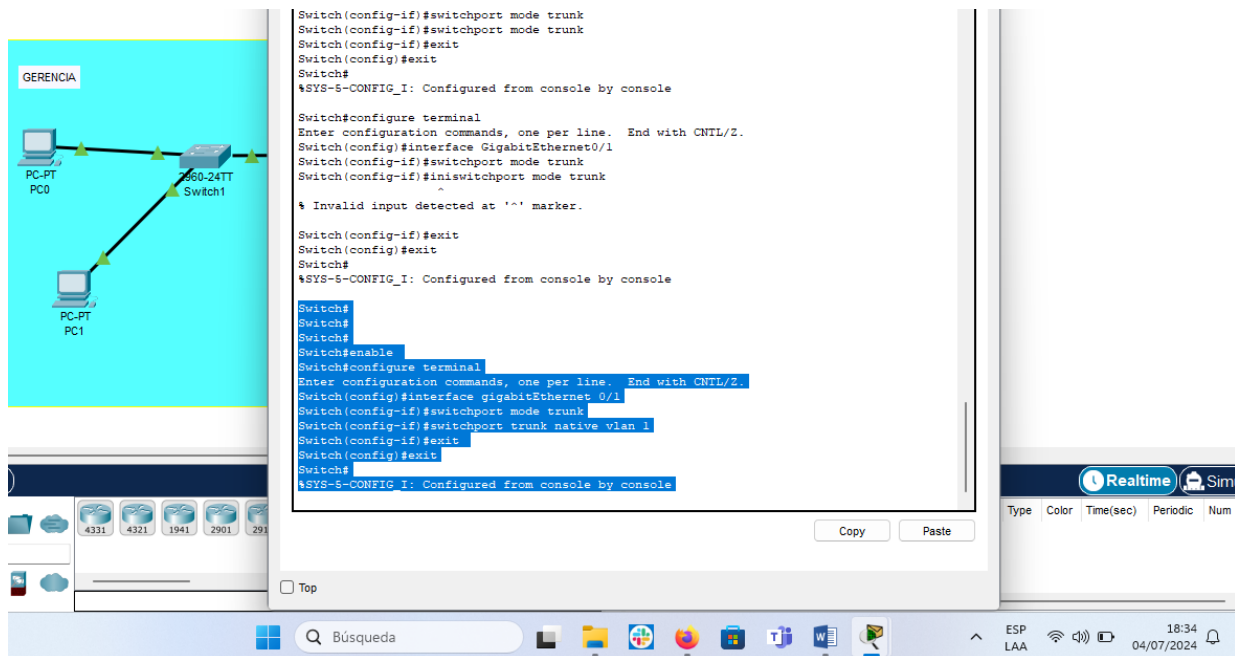 Switch(config-if)#switchport mode trunk
Switch(config-if)#switchport mode trunk
Switch(config-if)#exit
Switch(config)#exit
Switch#
%SYS-5-CONFIG_I: Configured from console by console
Switch#configure terminal
Enter configuration commands, one per line. End with CNTL/Z.
Switch(config)#interface GigabitEthernet0/1
Switch(config-if)#switchport mode trunk
Switch(config-if)#iniswitchport mode trunk
^
% Invalid input detected at '^' marker.
Switch(config-if)#exit
Switch(config)#exit
Switch#
%SYS-5-CONFIG_I: Configured from console by console
Switch#
Switch#
Switch#
Switch#enable
Switch#configure terminal
Enter configuration commands, one per line. End with CNTL/Z.
Switch(config)#interface gigabitEthernet 0/1
Switch(config-if)#switchport mode trunk
Switch(config-if)#switchport trunk native vlan 1
Switch(config-if)#exit
Switch(config)#exit
Switch#
%SYS-5-CONFIG_I: Configured from console by console
GERENCIA
PC-PT
PC0
2960-24TT
Switch1
PC-PT
PC1
Copy Paste
Top
Realtime Sim
4331 4321 1941 2901 291
Type Color Time(sec) Periodic Num
Búsqueda
ESP
LAA
18:34
04/07/2024